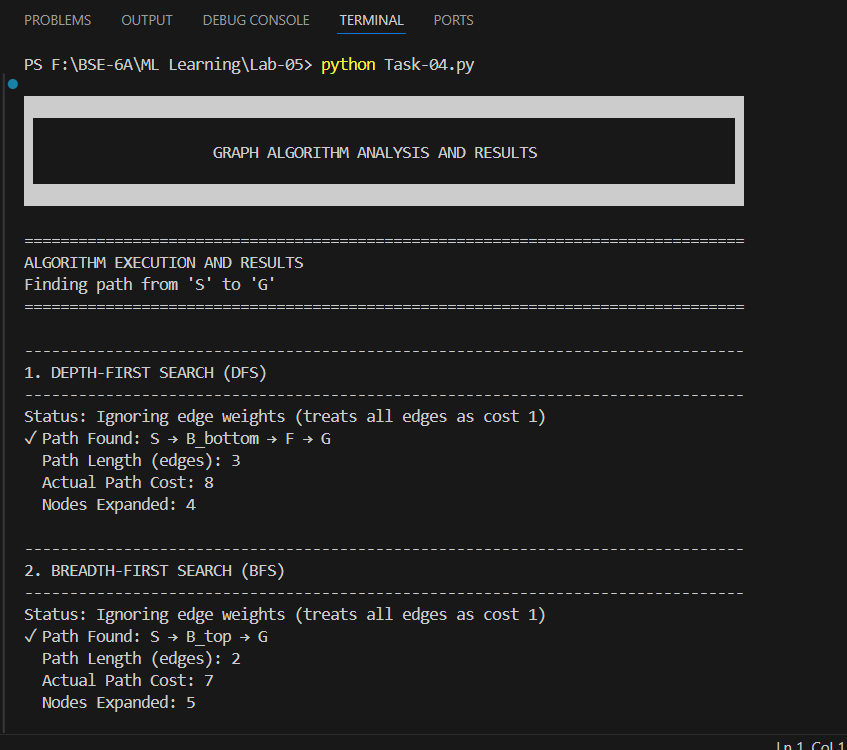 PROBLEMS OUTPUT DEBUG CONSOLE TERMINAL PORTS
PS F:\BSE-6A\ML Learning\Lab-05> python Task-04.py
GRAPH ALGORITHM ANALYSIS AND RESULTS
================================================================================
ALGORITHM EXECUTION AND RESULTS
Finding path from 'S' to 'G'
================================================================================
--------------------------------------------------------------------------------
1. DEPTH-FIRST SEARCH (DFS)
--------------------------------------------------------------------------------
Status: Ignoring edge weights (treats all edges as cost 1)
✓ Path Found: S → B_bottom → F → G
Path Length (edges): 3
Actual Path Cost: 8
Nodes Expanded: 4
--------------------------------------------------------------------------------
2. BREADTH-FIRST SEARCH (BFS)
--------------------------------------------------------------------------------
Status: Ignoring edge weights (treats all edges as cost 1)
✓ Path Found: S → B_top → G
Path Length (edges): 2
Actual Path Cost: 7
Nodes Expanded: 5
Ln 1, Col 1